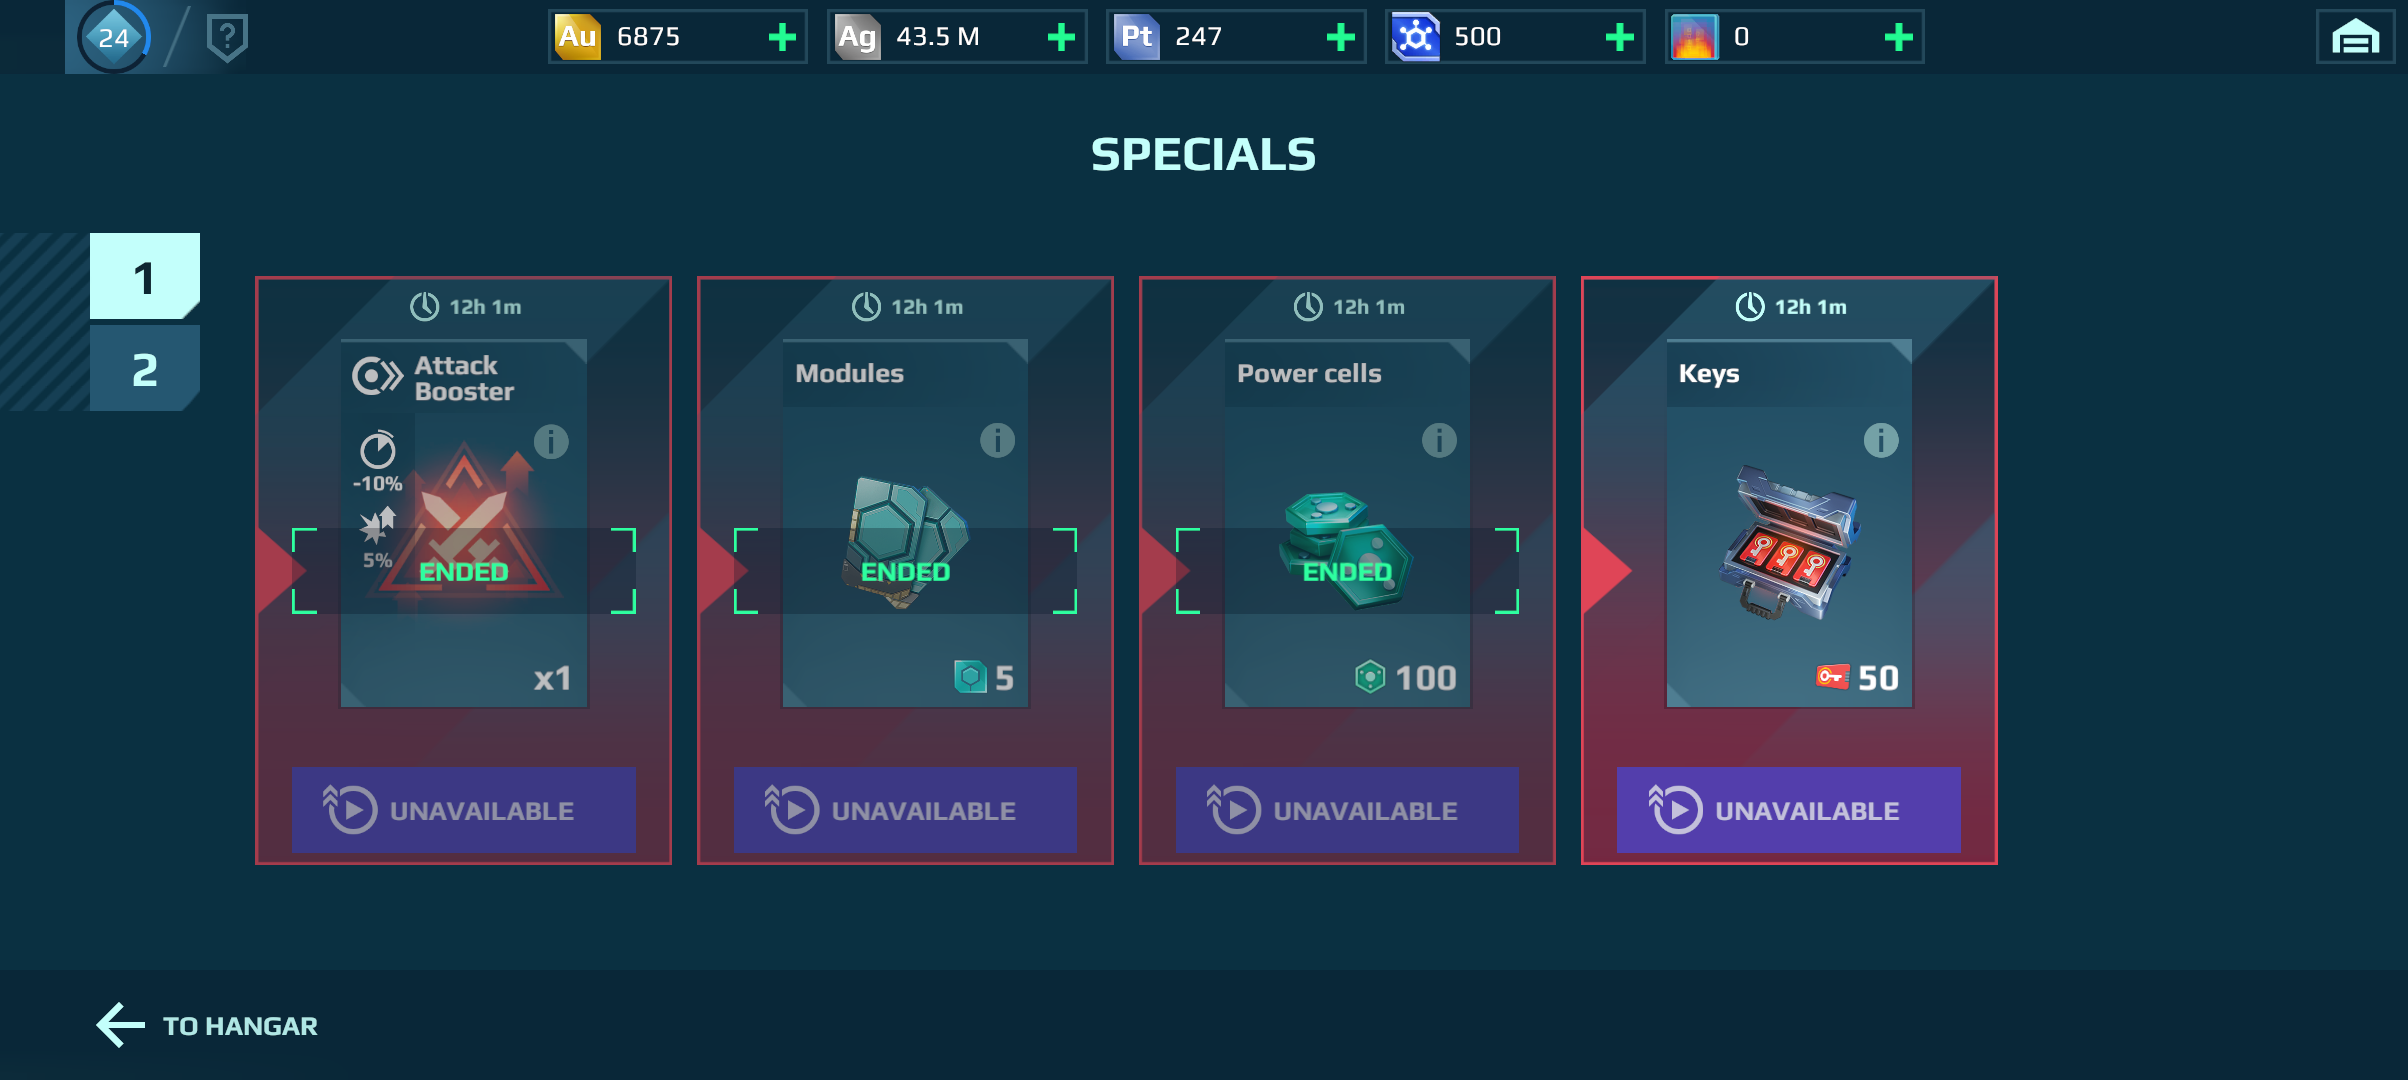 24
?
Au 6875 +
Ag 43.5 M +
Pt 247 +
500 +
0 +
SPECIALS
1
2
12h 1m
Attack
Booster
i
-10%
5%
ENDED
x1
UNAVAILABLE
12h 1m
Modules
i
ENDED
5
UNAVAILABLE
12h 1m
Power cells
i
ENDED
100
UNAVAILABLE
12h 1m
Keys
i
50
UNAVAILABLE
TO HANGAR